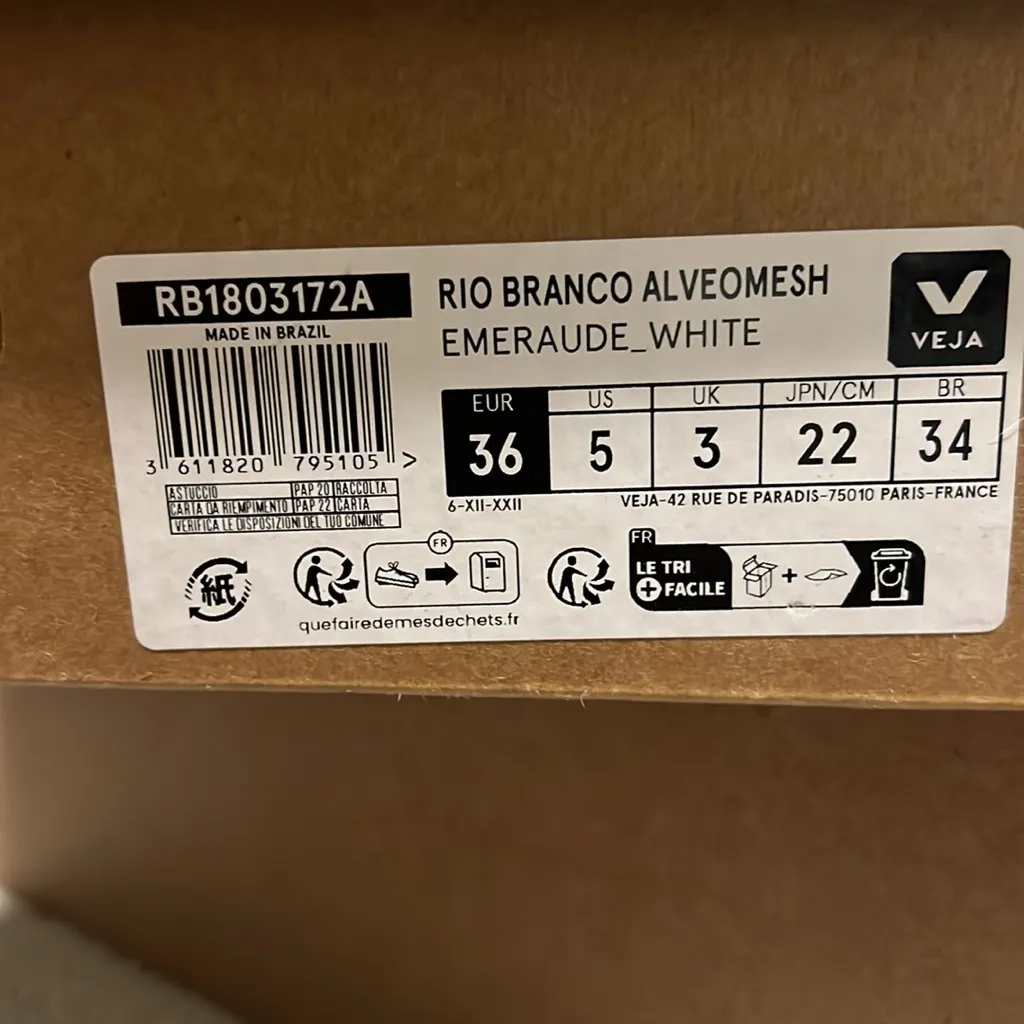 RB1803172A
MADE IN BRAZIL
3 611820 795105 >
ASTUCCIO PAP 20 RACCOLTA
CARTA DA RIEMPIMENTO PAP 22 CARTA
VERIFICA LE DISPOSIZIONI DEL TUO COMUNE
RIO BRANCO ALVEOMESH
EMERAUDE_WHITE
VEJA
EUR US UK JPN/CM BR
36 5 3 22 34
6-XII-XXII VEJA-42 RUE DE PARADIS-75010 PARIS-FRANCE
紙
FR
quefairedemesdechets.fr
FR
LE TRI
+ FACILE
+